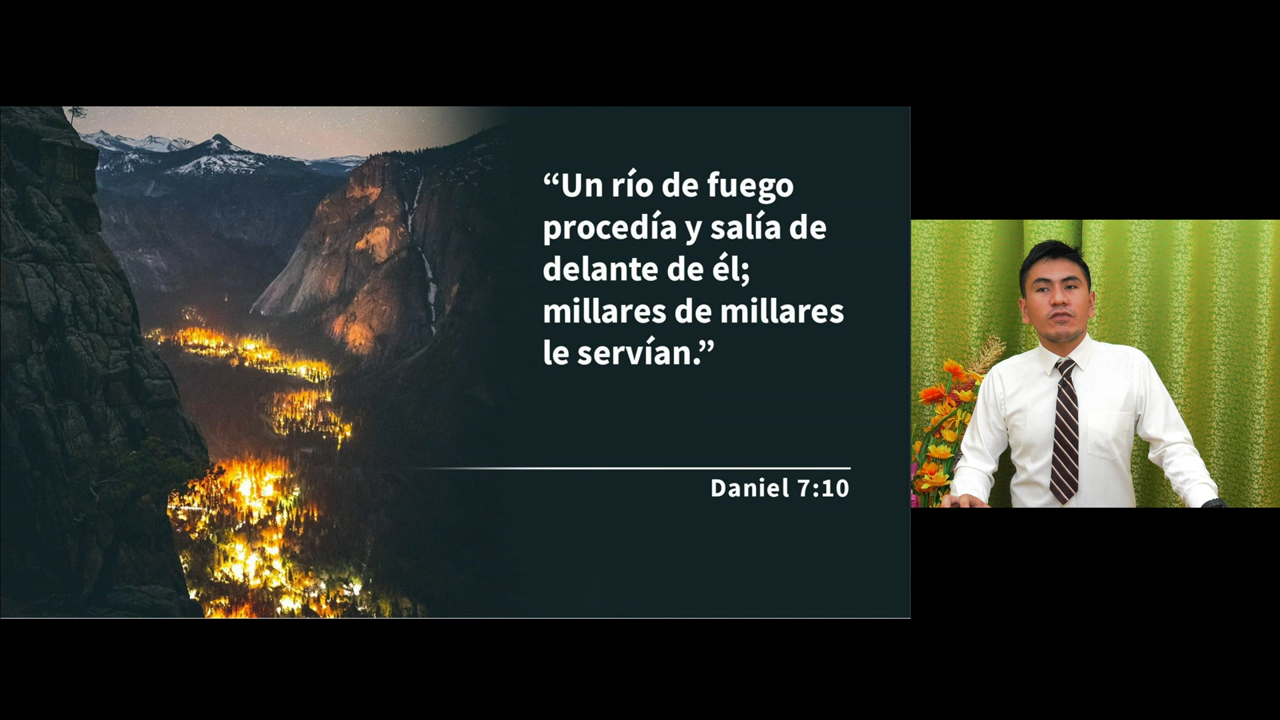 “Un río de fuego
procedía y salía de
delante de él;
millares de millares
le servían.”
Daniel 7:10